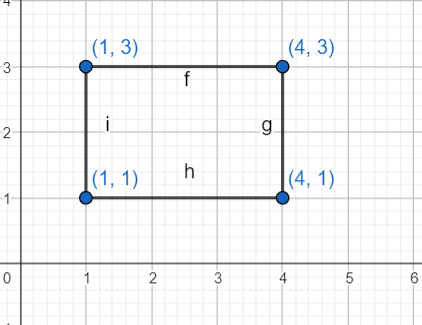 4
(1, 3) (4, 3)
3
f
i g
2
h
(1, 1) (4, 1)
1
0 1 2 3 4 5 6